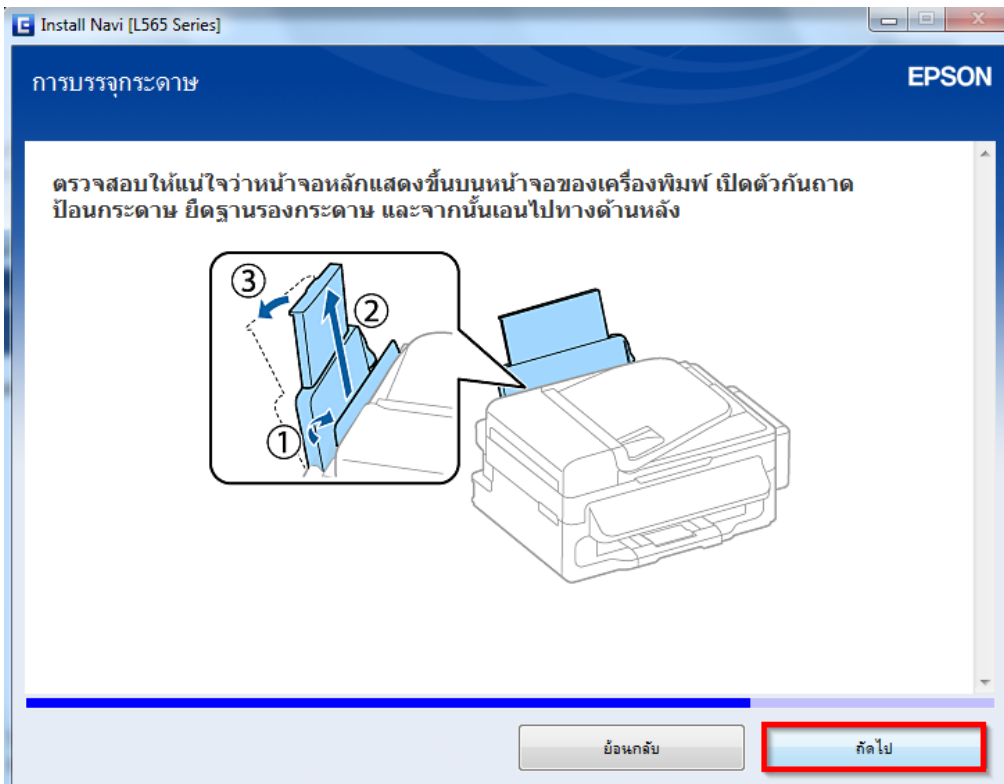 Install Navi [L565 Series]
การบรรจุกระดาษ
EPSON
ตรวจสอบให้แน่ใจว่าหน้าจอหลักแสดงขึ้นบนหน้าจอของเครื่องพิมพ์ เปิดตัวกันถาด
ป้อนกระดาษ ยืดฐานรองกระดาษ และจากนั้นเอนไปทางด้านหลัง
③
②
①
ย้อนกลับ
ถัดไป